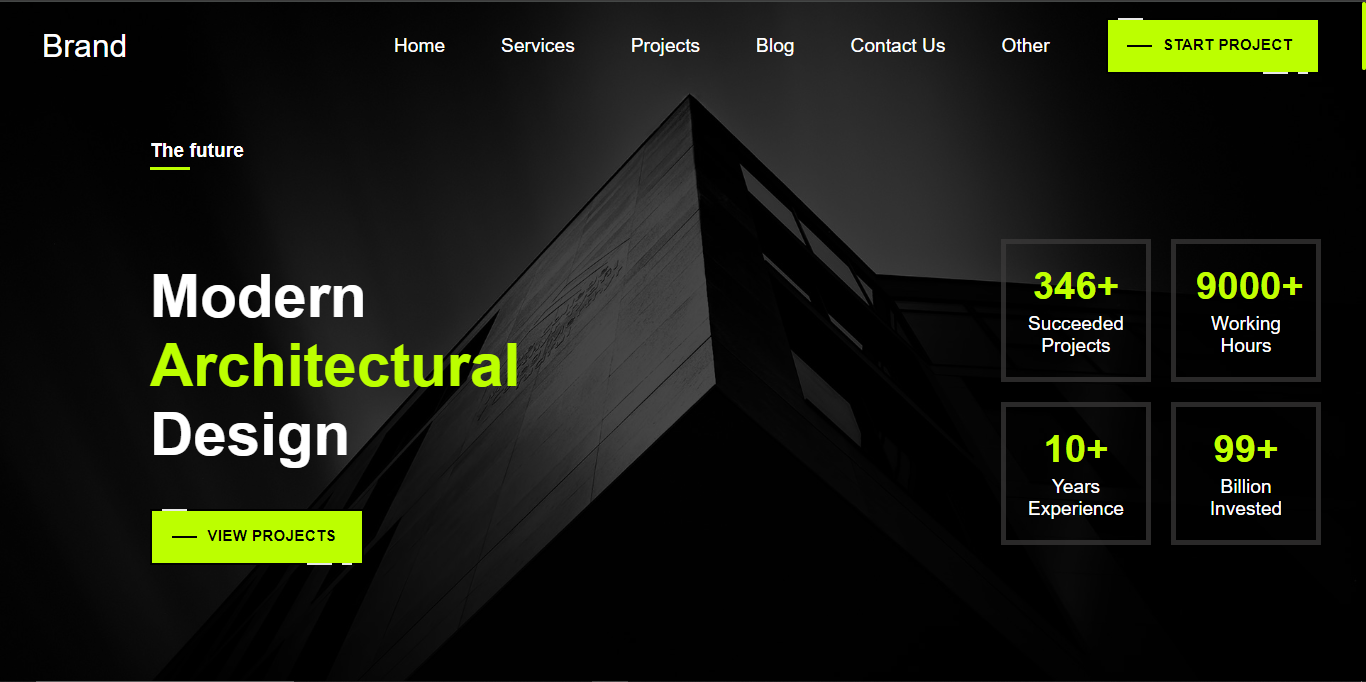 Brand
Home
Services
Projects
Blog
Contact Us
Other
START PROJECT
The future
Modern
Architectural
Design
VIEW PROJECTS
346+
Succeeded
Projects
9000+
Working
Hours
10+
Years
Experience
99+
Billion
Invested